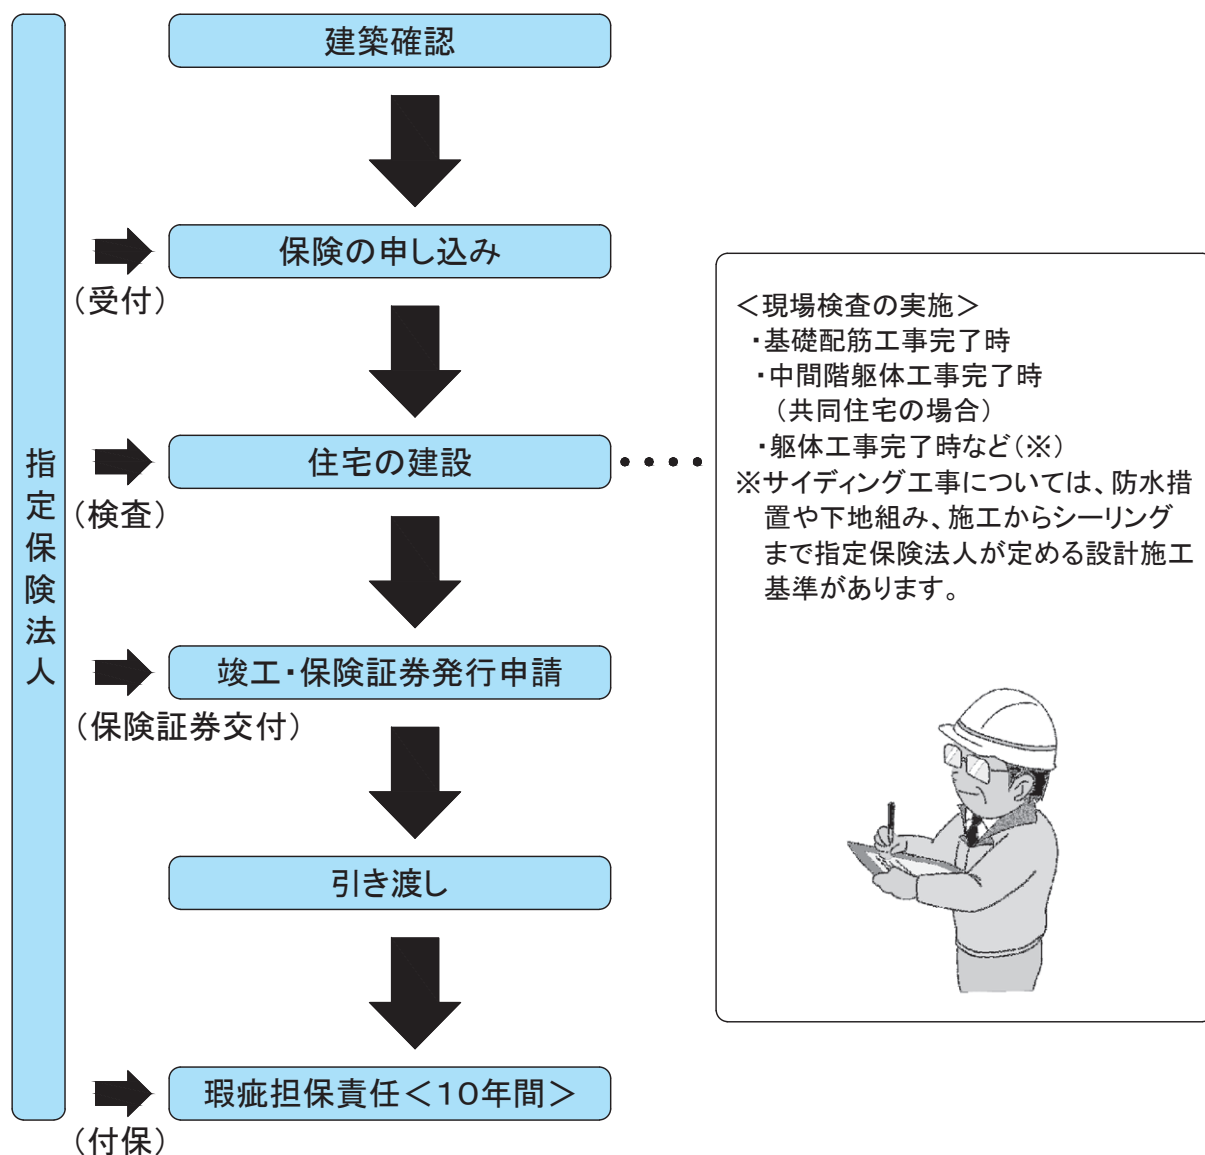 建築確認
保険の申し込み
（受付）
住宅の建設
（検査）
竣工・保険証券発行申請
（保険証券交付）
引き渡し
瑕疵担保責任＜１０年間＞
（付保）
指定保険法人
＜現場検査の実施＞
・基礎配筋工事完了時
・中間階躯体工事完了時
（共同住宅の場合）
・躯体工事完了時など（※）
※サイディング工事については、防水措
置や下地組み、施工からシーリング
まで指定保険法人が定める設計施工
基準があります。